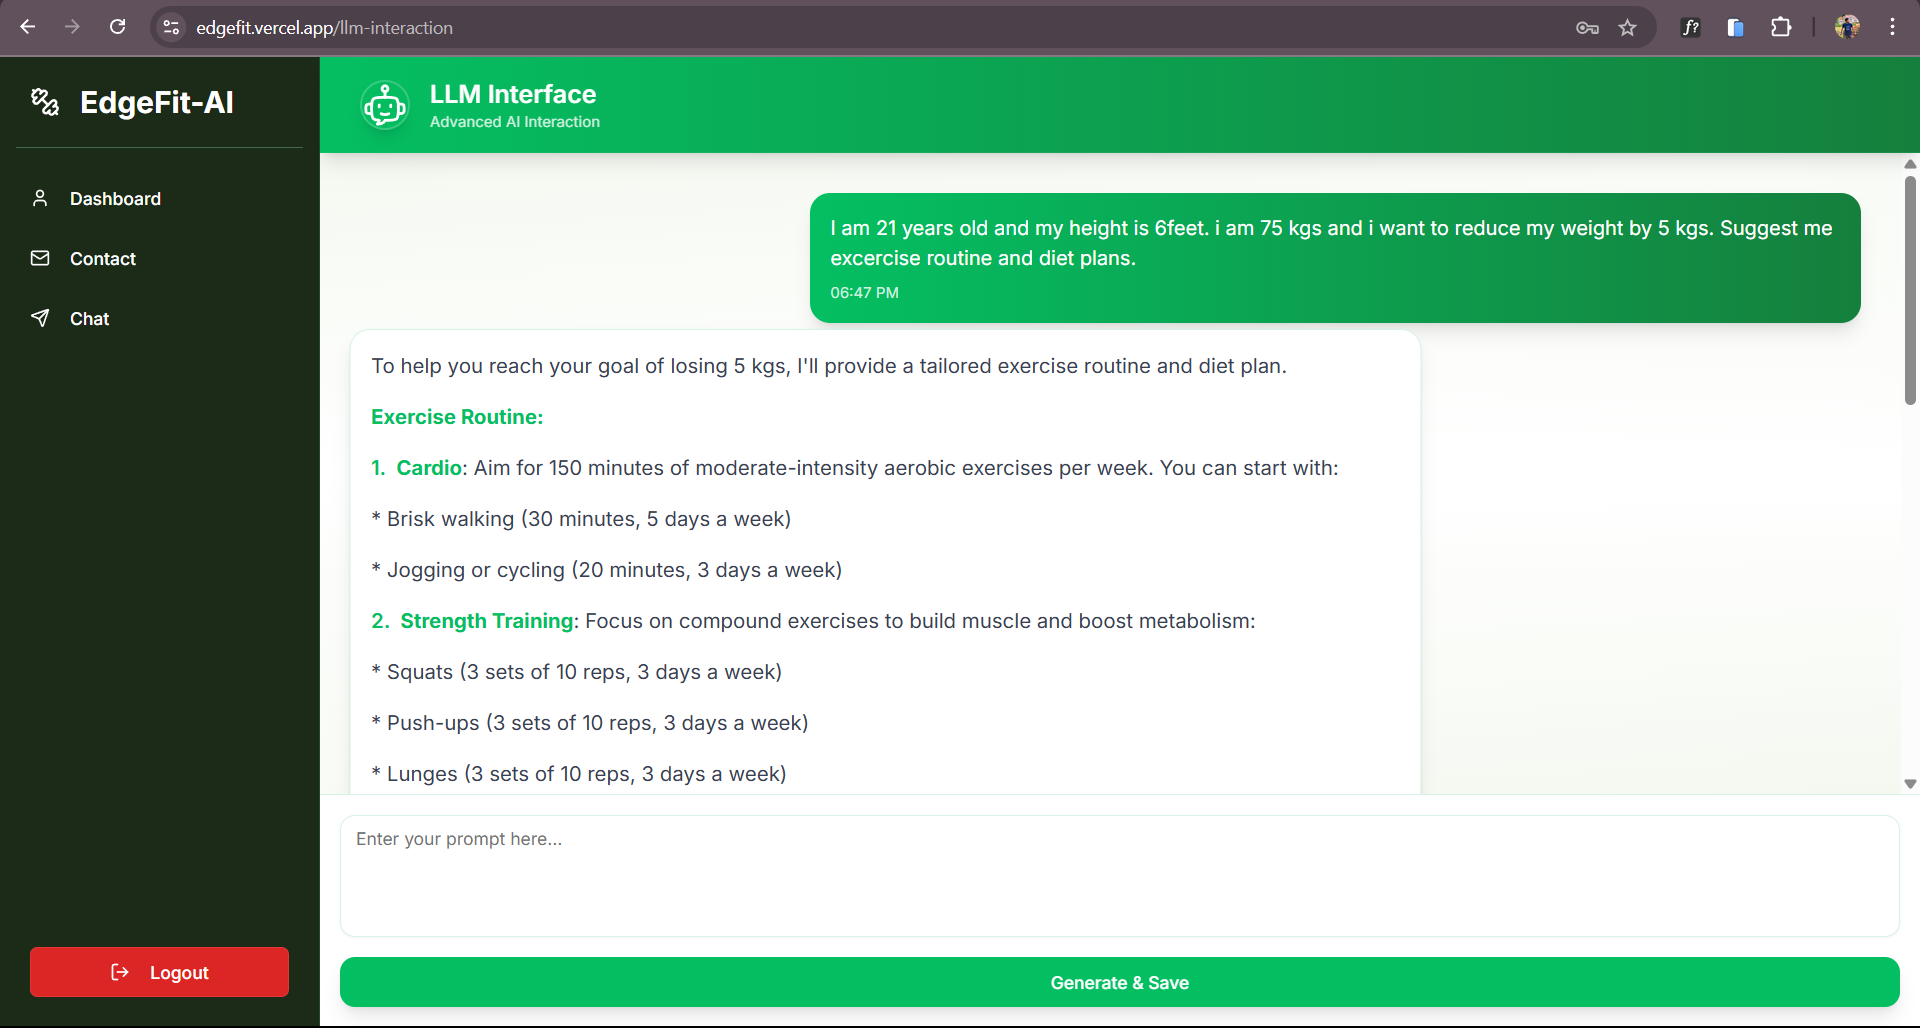 edgefit.vercel.app/llm-interaction
f?
EdgeFit-AI
Dashboard
Contact
Chat
Logout
LLM Interface
Advanced AI Interaction
I am 21 years old and my height is 6feet. i am 75 kgs and i want to reduce my weight by 5 kgs. Suggest me
excercise routine and diet plans.
06:47 PM
To help you reach your goal of losing 5 kgs, I'll provide a tailored exercise routine and diet plan.
Exercise Routine:
1. Cardio: Aim for 150 minutes of moderate-intensity aerobic exercises per week. You can start with:
* Brisk walking (30 minutes, 5 days a week)
* Jogging or cycling (20 minutes, 3 days a week)
2. Strength Training: Focus on compound exercises to build muscle and boost metabolism:
* Squats (3 sets of 10 reps, 3 days a week)
* Push-ups (3 sets of 10 reps, 3 days a week)
* Lunges (3 sets of 10 reps, 3 days a week)
Enter your prompt here...
Generate & Save